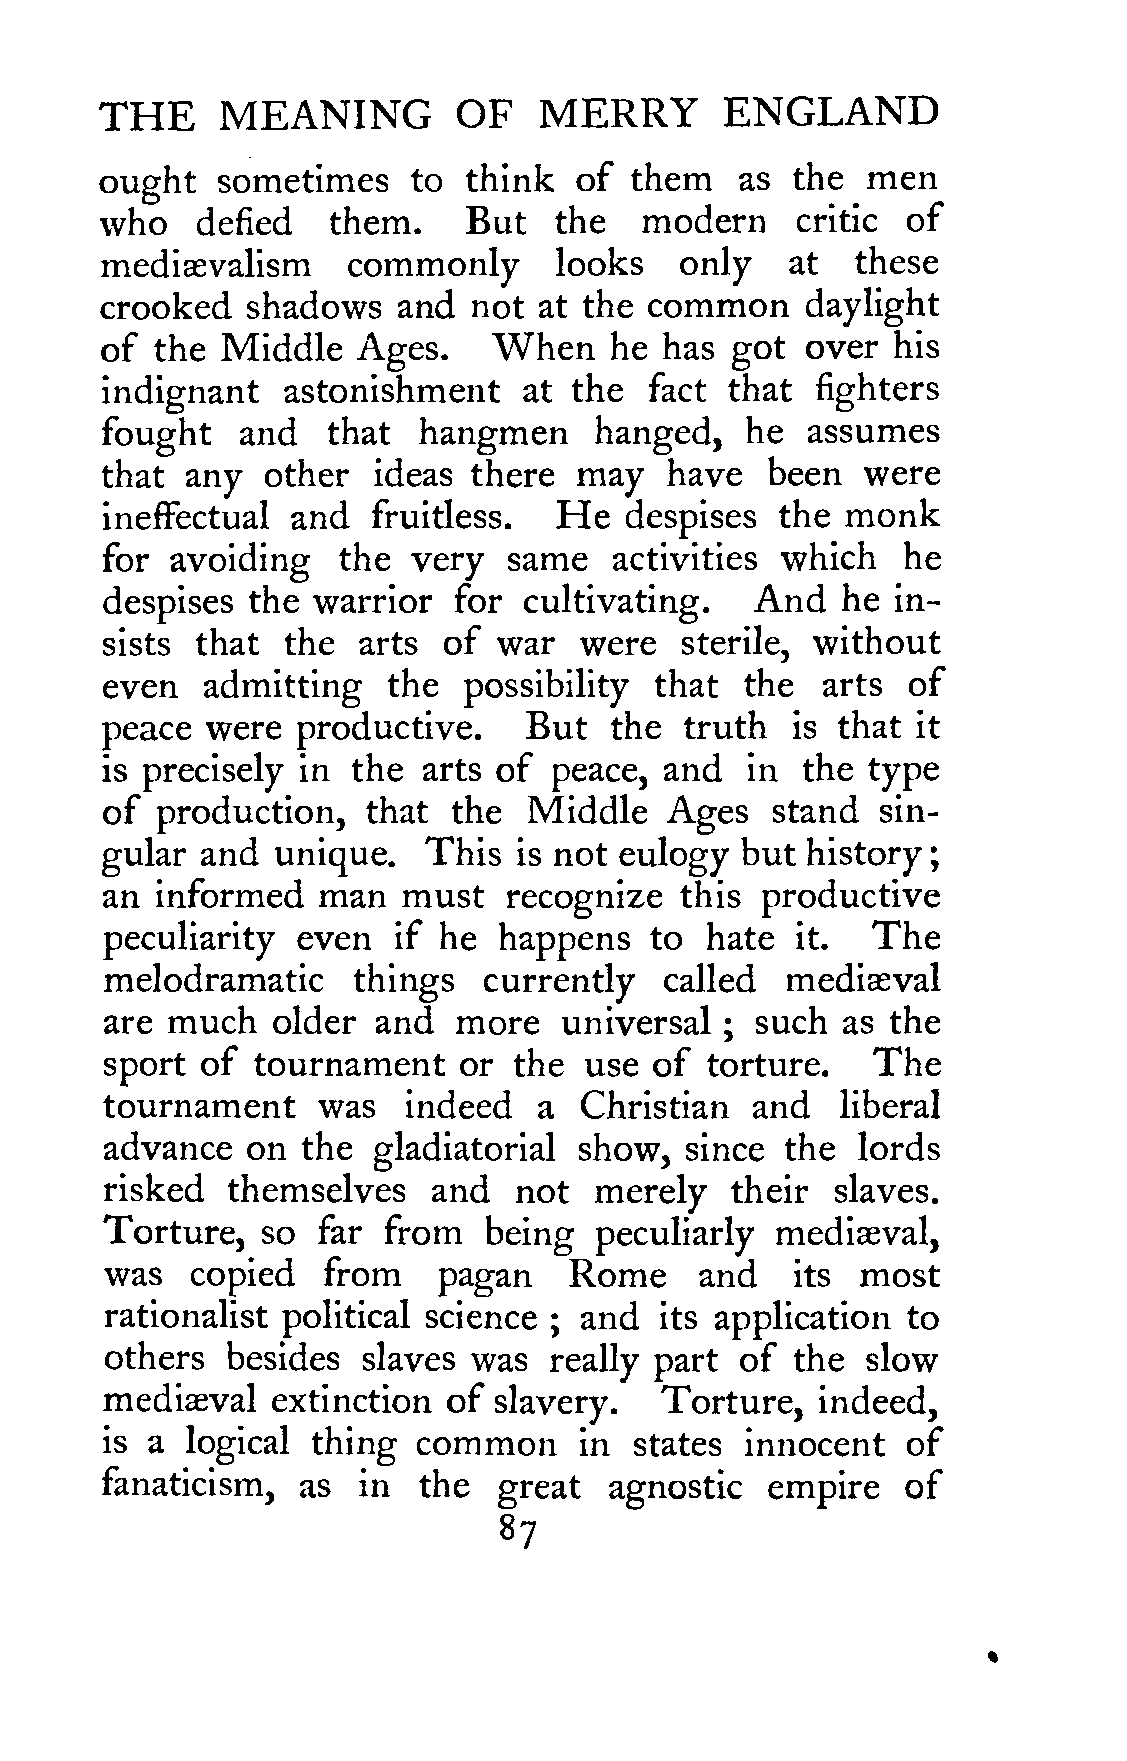 THE MEANING OF MERRY ENGLAND
ought sometimes to think of them as the men
who defied them. But the modern critic of
mediævalism commonly looks only at these
crooked shadows and not at the common daylight
of the Middle Ages. When he has got over his
indignant astonishment at the fact that fighters
fought and that hangmen hanged, he assumes
that any other ideas there may have been were
ineffectual and fruitless. He despises the monk
for avoiding the very same activities which he
despises the warrior for cultivating. And he in-
sists that the arts of war were sterile, without
even admitting the possibility that the arts of
peace were productive. But the truth is that it
is precisely in the arts of peace, and in the type
of production, that the Middle Ages stand sin-
gular and unique. This is not eulogy but history;
an informed man must recognize this productive
peculiarity even if he happens to hate it. The
melodramatic things currently called mediæval
are much older and more universal ; such as the
sport of tournament or the use of torture. The
tournament was indeed a Christian and liberal
advance on the gladiatorial show, since the lords
risked themselves and not merely their slaves.
Torture, so far from being peculiarly mediæval,
was copied from pagan Rome and its most
rationalist political science ; and its application to
others besides slaves was really part of the slow
mediæval extinction of slavery. Torture, indeed,
is a logical thing common in states innocent of
fanaticism, as in the great agnostic empire of
87